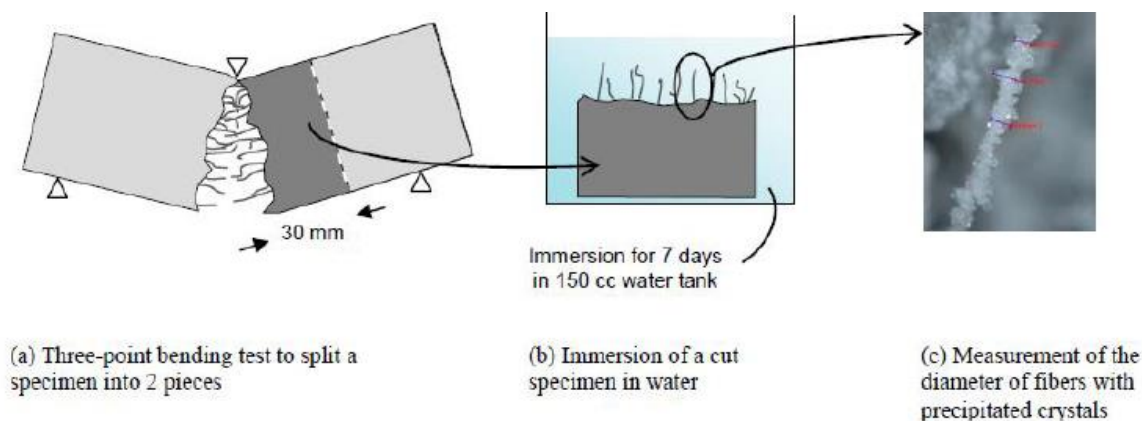 30 mm
Immersion for 7 days
in 150 cc water tank
(a) Three-point bending test to split a
specimen into 2 pieces
(b) Immersion of a cut
specimen in water
(c) Measurement of the
diameter of fibers with
precipitated crystals